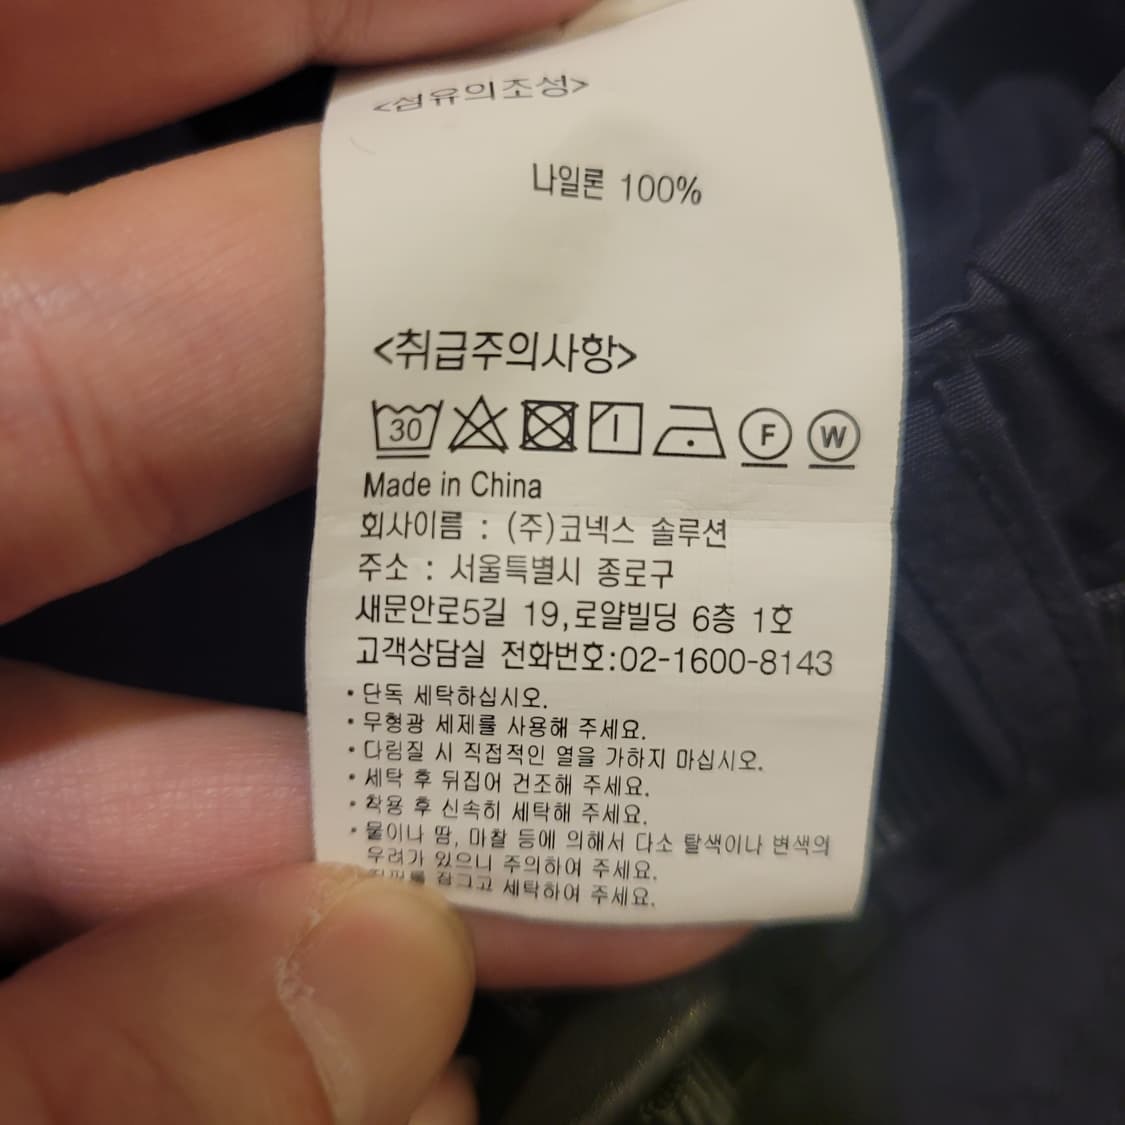 <섬유의조성>
나일론 100%
<취급주의사항>
30 F W
Made in China
회사이름 : (주)코넥스 솔루션
주소 : 서울특별시 종로구
새문안로5길 19,로얄빌딩 6층 1호
고객상담실 전화번호:02-1600-8143
• 단독 세탁하십시오.
• 무형광 세제를 사용해 주세요.
• 다림질 시 직접적인 열을 가하지 마십시오.
• 세탁 후 뒤집어 건조해 주세요.
• 착용 후 신속히 세탁해 주세요.
• 물이나 땀, 마찰 등에 의해서 다소 탈색이나 변색의
우려가 있으니 주의하여 주세요.
잠그고 세탁하여 주세요.